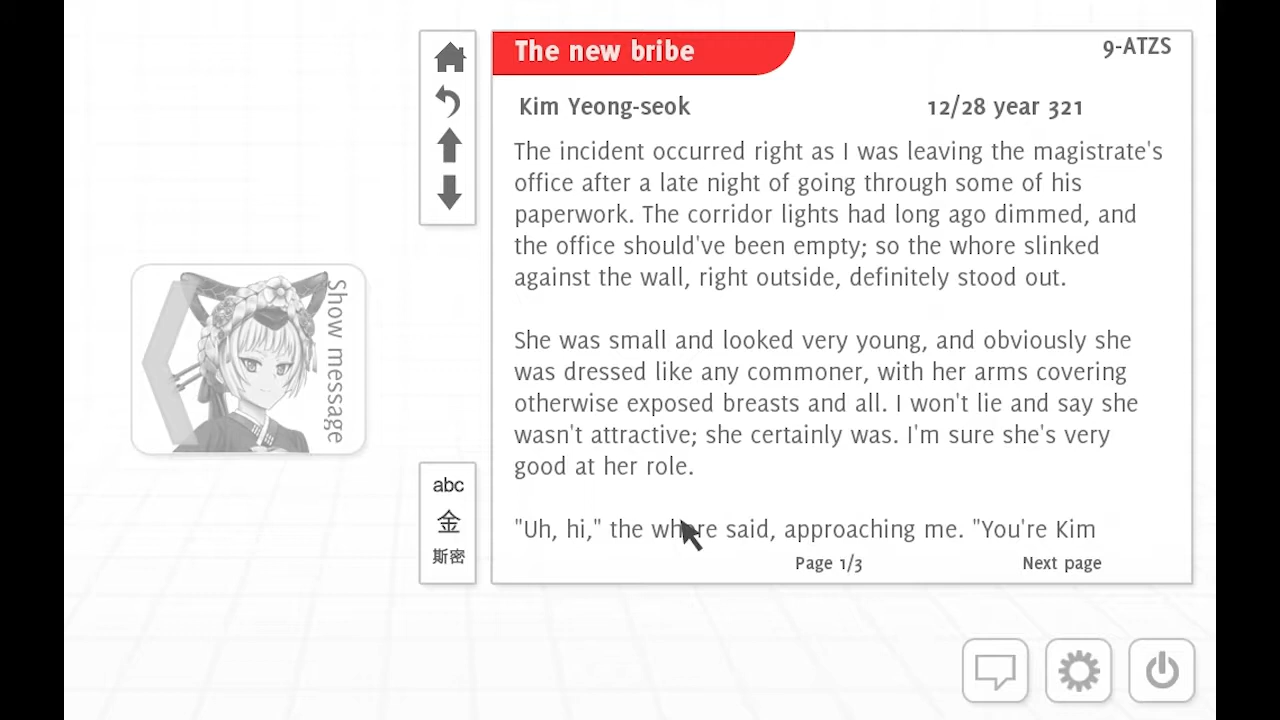 The new bribe
9-ATZS
Kim Yeong-seok
12/28 year 321
The incident occurred right as I was leaving the magistrate's
office after a late night of going through some of his
paperwork. The corridor lights had long ago dimmed, and
the office should've been empty; so the whore slinked
against the wall, right outside, definitely stood out.
She was small and looked very young, and obviously she
was dressed like any commoner, with her arms covering
otherwise exposed breasts and all. I won't lie and say she
wasn't attractive; she certainly was. I'm sure she's very
good at her role.
"Uh, hi," the whore said, approaching me. "You're Kim
Page 1/3
Next page
Show message
abc
金
斯密